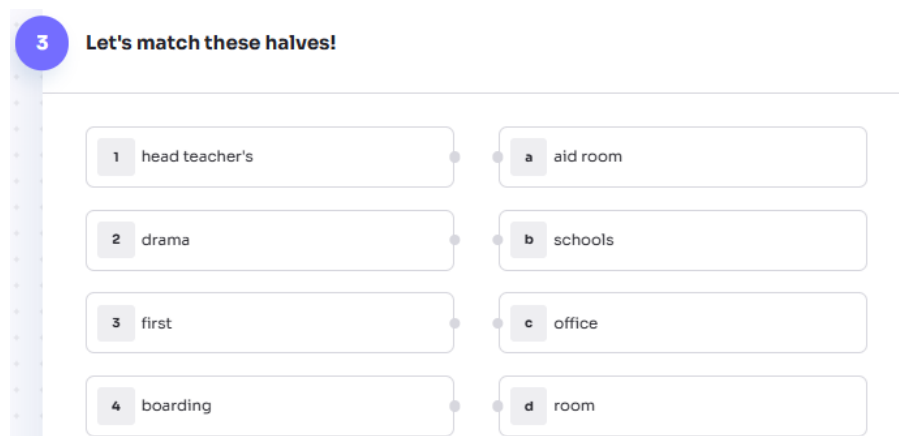 3 Let's match these halves!
1 head teacher's a aid room
2 drama b schools
3 first c office
4 boarding d room